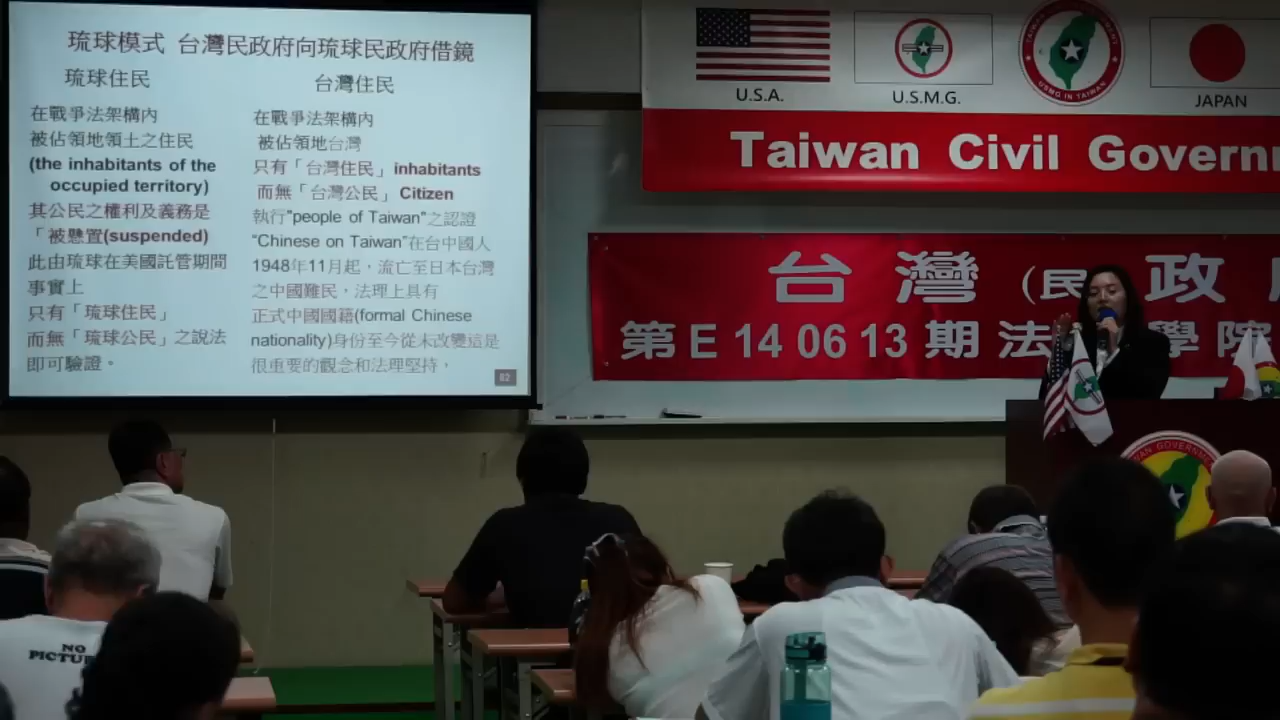 琉球模式 台灣民政府向琉球民政府借鏡
琉球住民
在戰爭法架構內
被佔領地領土之住民
(the inhabitants of the
occupied territory)
其公民之權利及義務是
「被懸置(suspended)
此由琉球在美國託管期間
事實上
只有「琉球住民」
而無「琉球公民」之說法
即可驗證。
台灣住民
在戰爭法架構內
被佔領地台灣
只有「台灣住民」inhabitants
而無「台灣公民」Citizen
執行"people of Taiwan"之認證
"Chinese on Taiwan"在台中國人
1948年11月起，流亡至日本台灣
之中國難民，法理上具有
正式中國國籍(formal Chinese
nationality)身份至今從未改變這是
很重要的觀念和法理堅持，
82
U.S.A.
U.S.M.G.
USMG IN TAIWAN
JAPAN
Taiwan Civil Governm
台灣(民 政
第E 14 06 13 期 法 學院
WAN GOVERNME
NO
PICTU